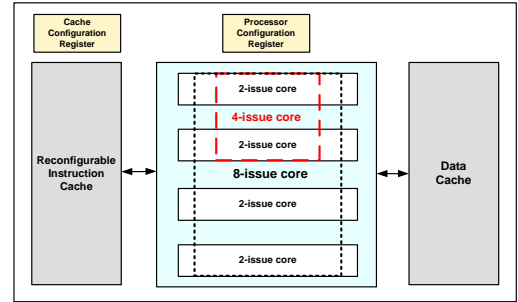 Cache
Configuration
Register
Processor
Configuration
Register
Reconfigurable
Instruction
Cache
2-issue core
4-issue core
2-issue core
8-issue core
2-issue core
2-issue core
Data
Cache